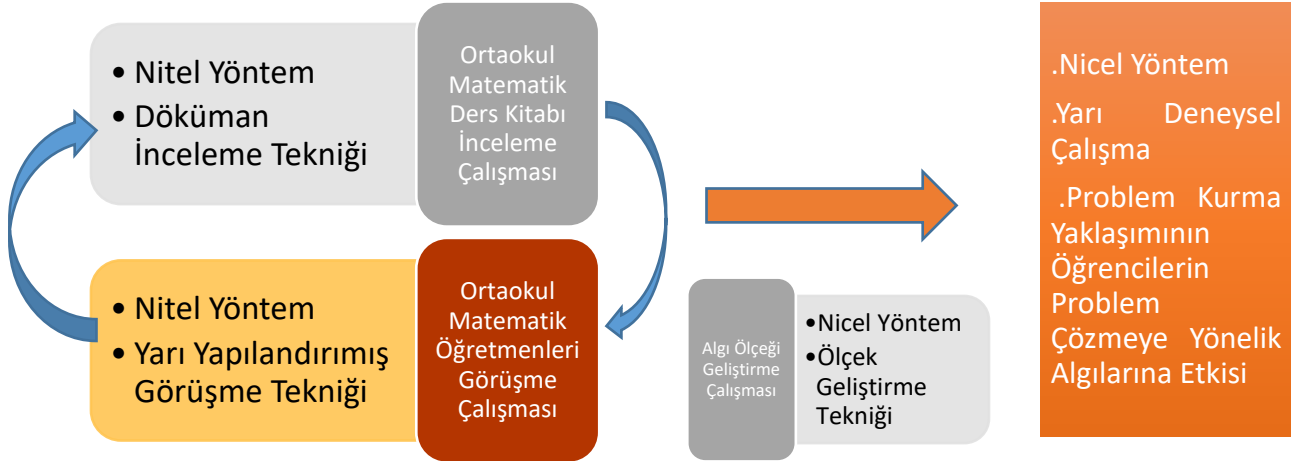 • Nitel Yöntem
• Döküman
İnceleme Tekniği
Ortaokul
Matematik
Ders Kitabı
İnceleme
Çalışması
• Nitel Yöntem
• Yarı Yapılandırımış
Görüşme Tekniği
Ortaokul
Matematik
Öğretmenleri
Görüşme
Çalışması
Algı Ölçeği
Geliştirme
Çalışması
•Nicel Yöntem
•Ölçek
Geliştirme
Tekniği
.Nicel Yöntem
.Yarı Deneysel
Çalışma
.Problem Kurma
Yaklaşımının
Öğrencilerin
Problem
Çözmeye Yönelik
Algılarına Etkisi